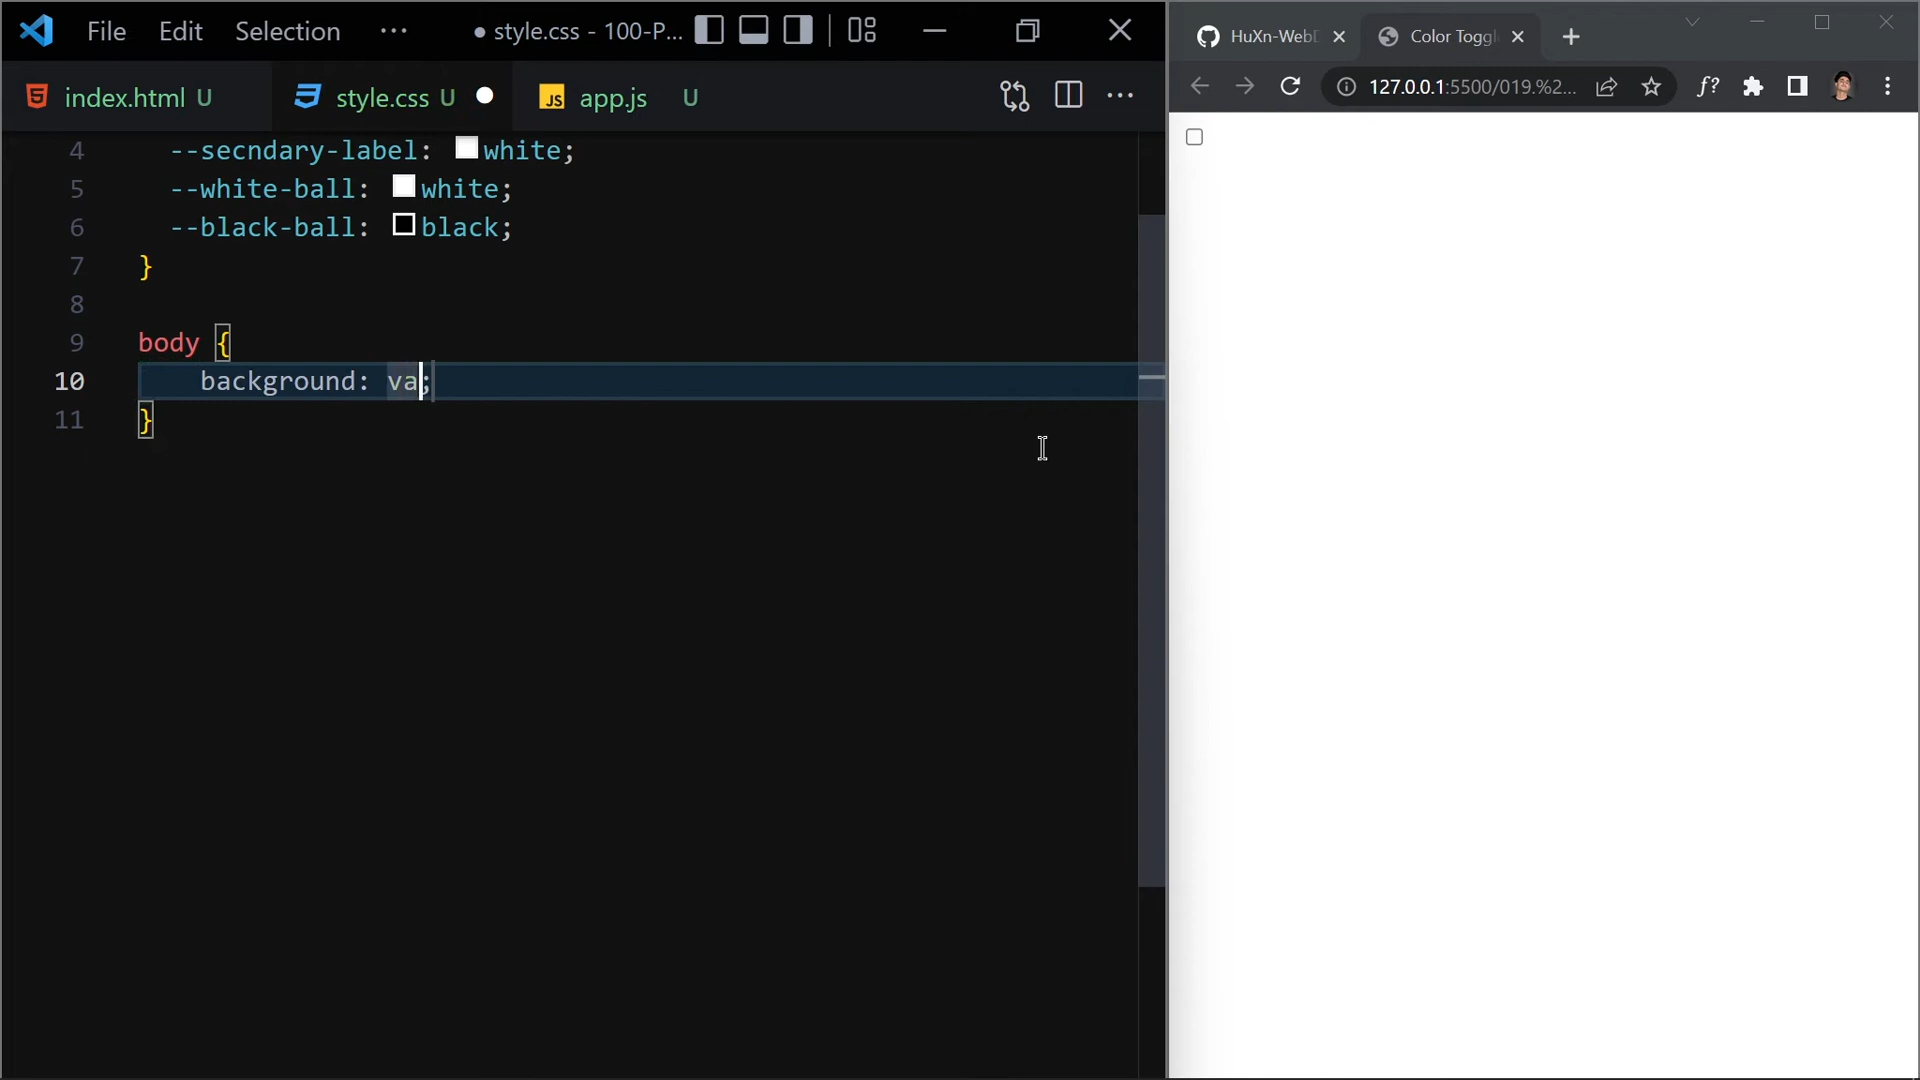 File Edit Selection ··· ● style.css - 100-P...
index.html U style.css U ● app.js U ···
4 --secndary-label: white;
5 --white-ball: white;
6 --black-ball: black;
7 }
8
9 body {
10 background: va;
11 }
HuXn-WebD Color Toggl
127.0.0.1:5500/019.%2... f?